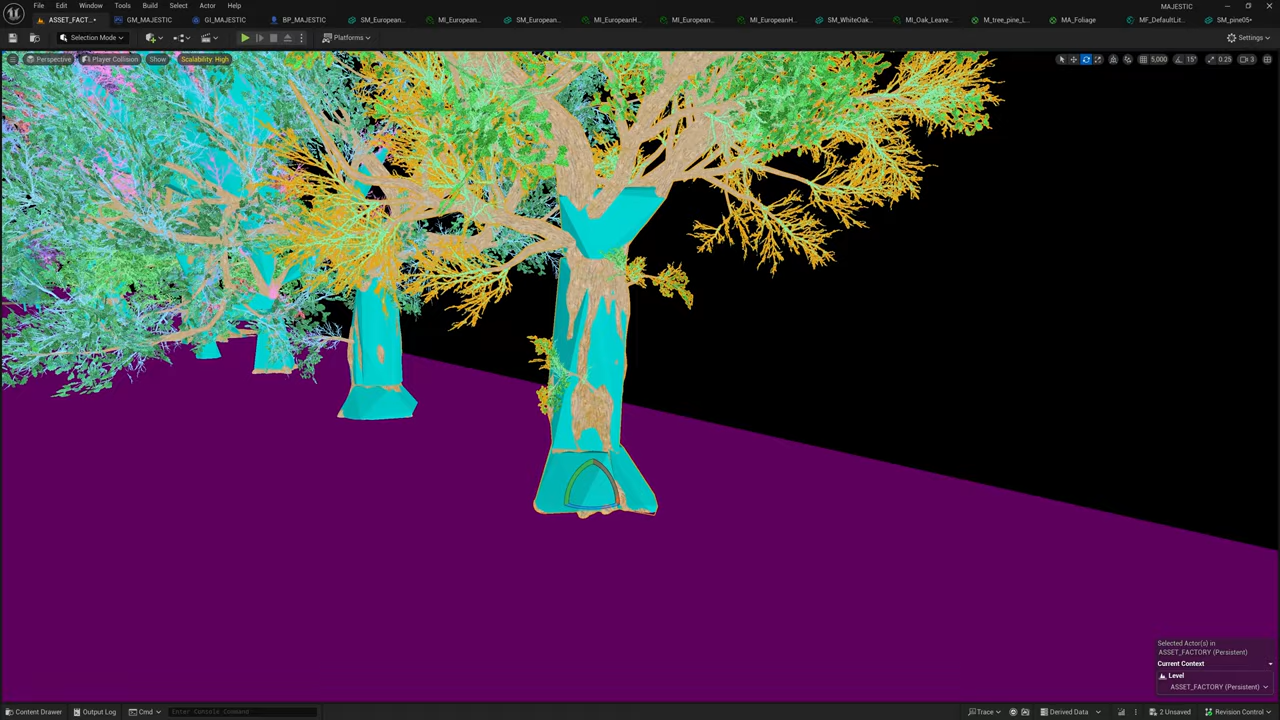 File Edit Window Tools Build Select Actor Help
MAJESTIC
ASSET_FACT...• GM_MAJESTIC GI_MAJESTIC BP_MAJESTIC SM_European... MI_European... SM_European... MI_EuropeanH... MI_European... MI_EuropeanH... SM_WhiteOak... MI_Oak_Leave... M_tree_pine_L... MA_Foliage MF_DefaultLit... SM_pine05•
Selection Mode Platforms Settings
Perspective Player Collision Show Scalability: High 5,000 15° 0.25 3
Selected Actor(s) in
ASSET_FACTORY (Persistent)
Current Context
Level
ASSET_FACTORY (Persistent)
Content Drawer Output Log Cmd Enter Console Command Trace Derived Data 2 Unsaved Revision Control